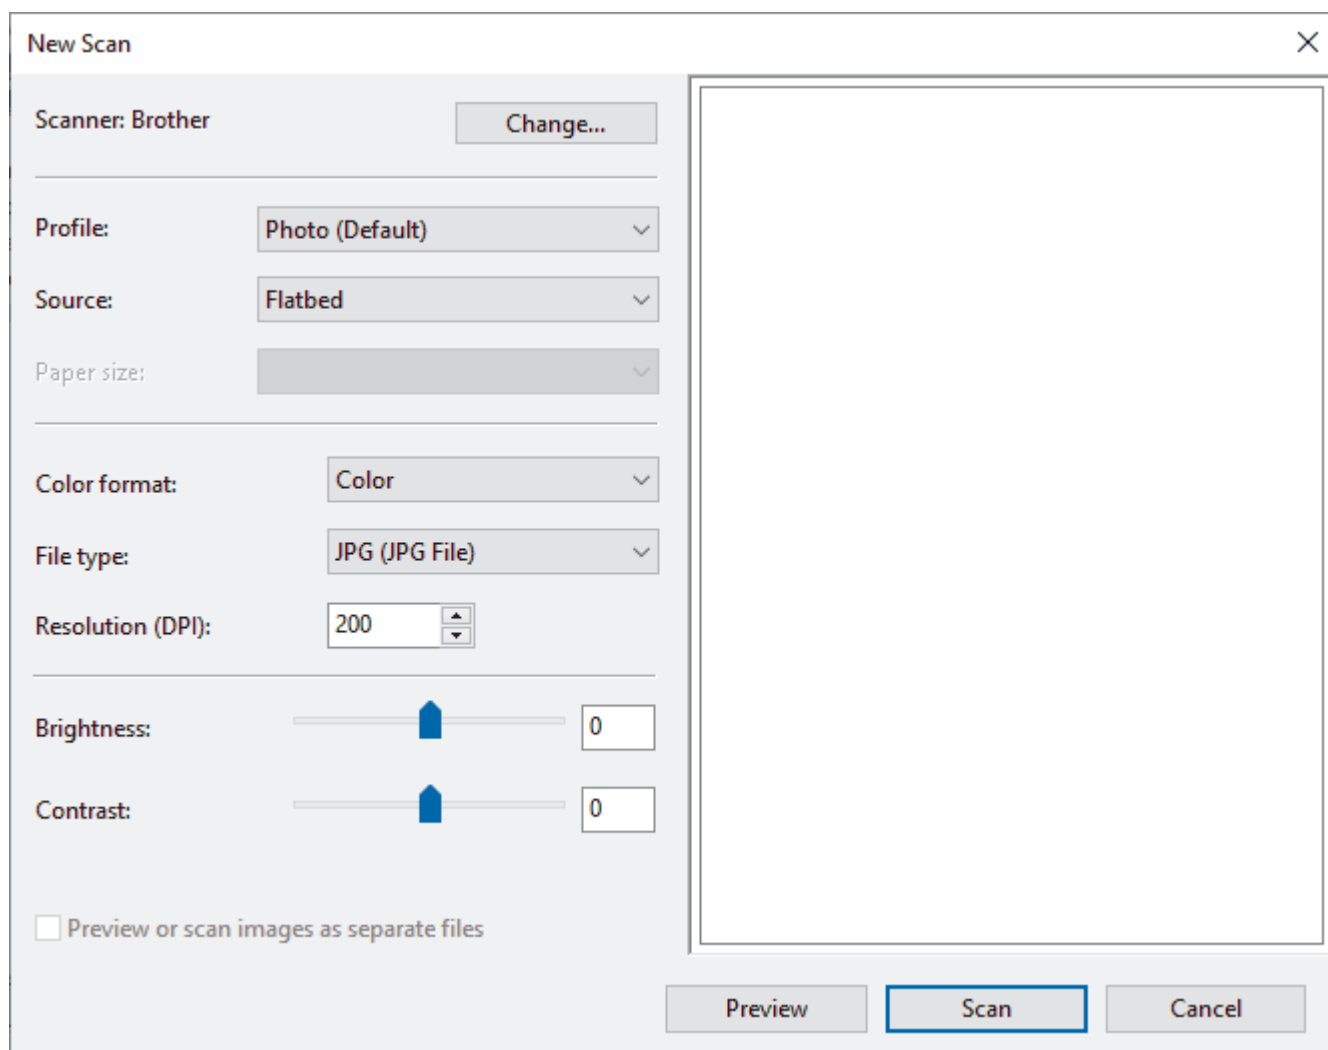 New Scan
Scanner: Brother
Change...
Profile:
Photo (Default)
Source:
Flatbed
Paper size:
Color format:
Color
File type:
JPG (JPG File)
Resolution (DPI):
200
Brightness:
0
Contrast:
0
Preview or scan images as separate files
Preview
Scan
Cancel